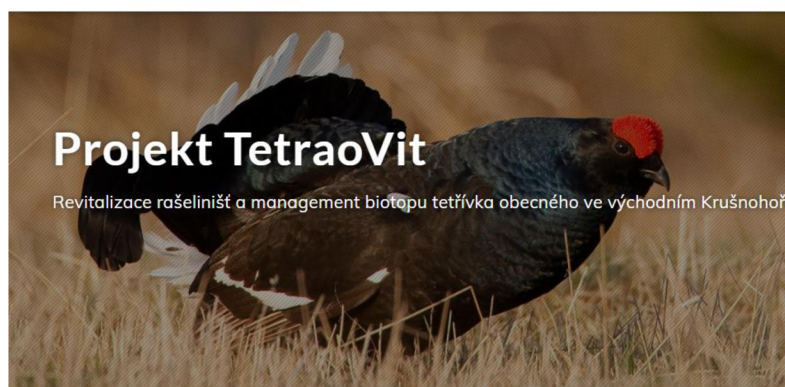 Projekt TetraoVit
Revitalizace rašelinišť a management biotopu tetřívka obecného ve východním Krušnohoř